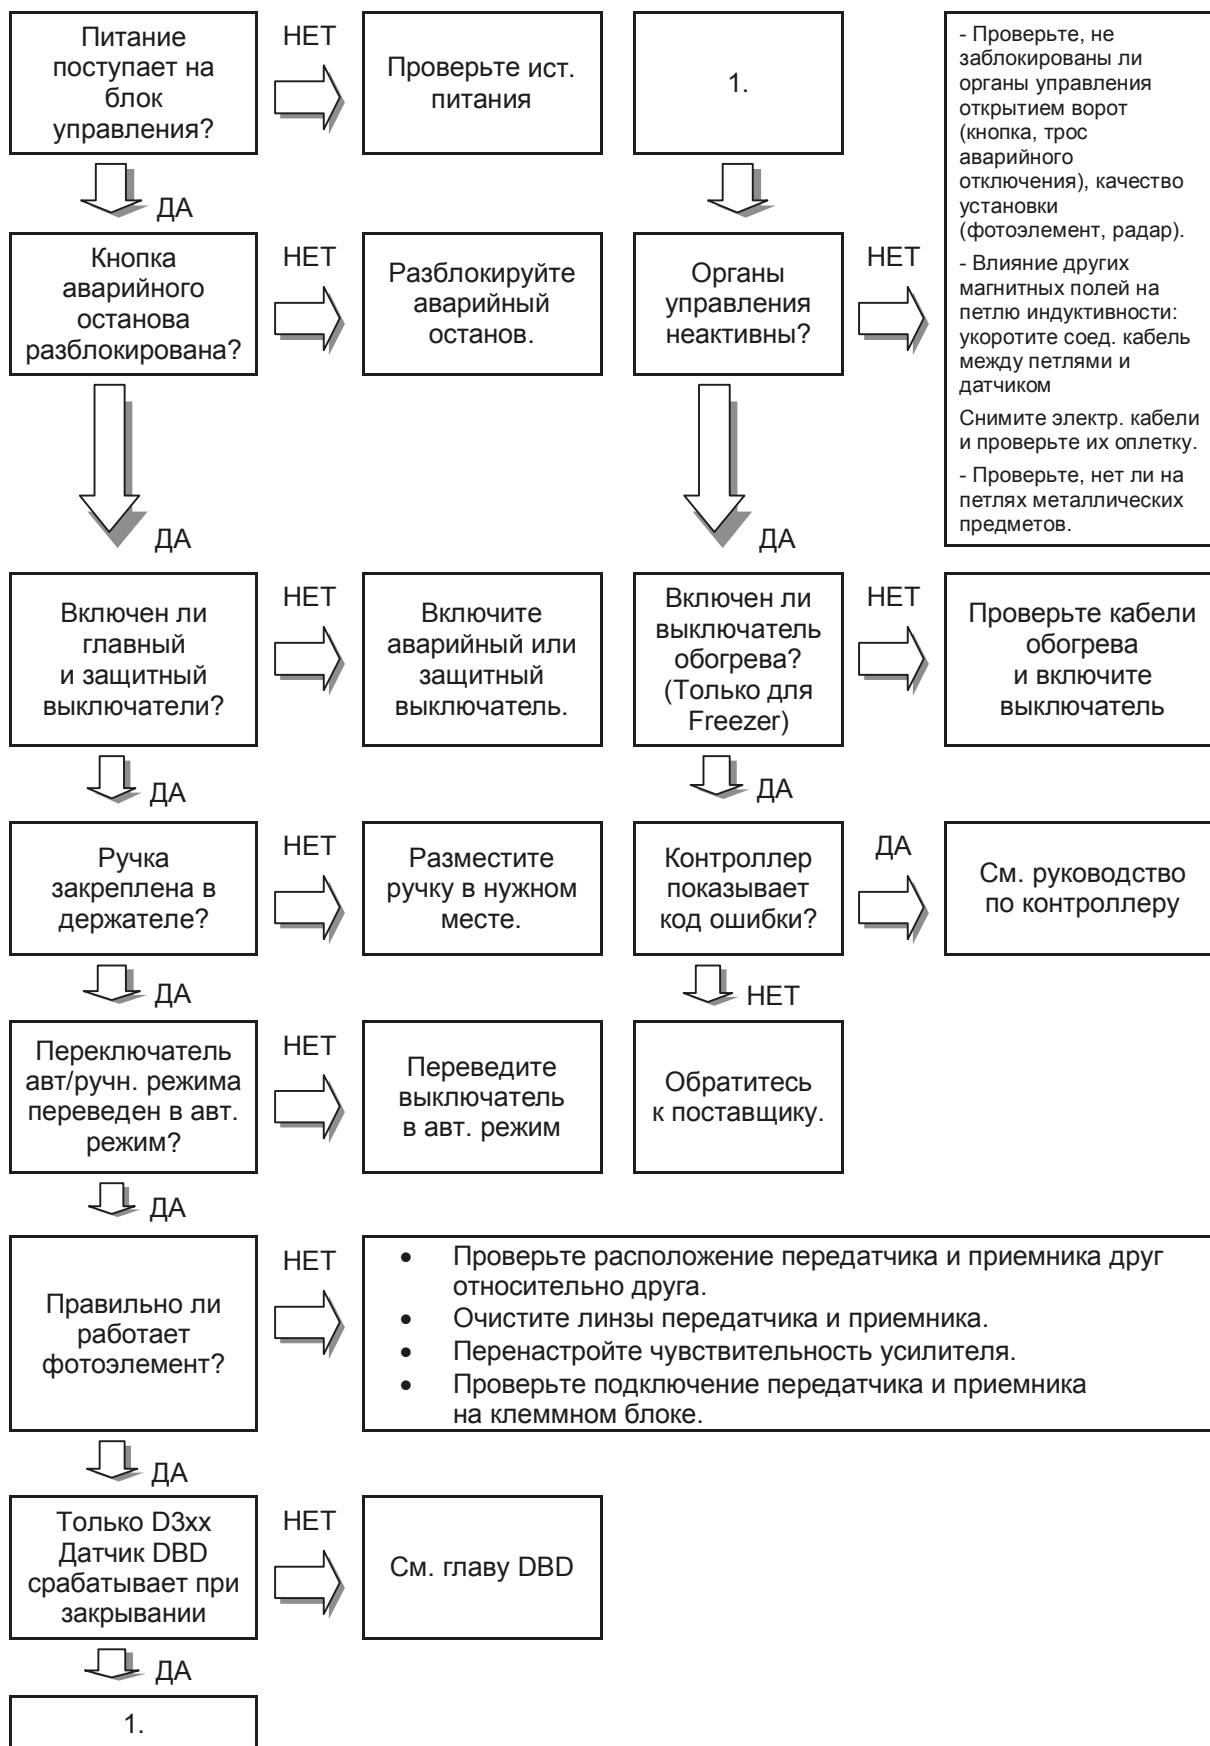 Питание
поступает на
блок
управления?
НЕТ
Проверьте ист.
питания
ДА
Кнопка
аварийного
останова
разблокирована?
НЕТ
Разблокируйте
аварийный
останов.
ДА
Включен ли
главный
и защитный
выключатели?
НЕТ
Включите
аварийный или
защитный
выключатель.
ДА
Ручка
закреплена в
держателе?
НЕТ
Разместите
ручку в нужном
месте.
ДА
Переключатель
авт/ручн. режима
переведен в авт.
режим?
НЕТ
Переведите
выключатель
в авт. режим
ДА
Правильно ли
работает
фотоэлемент?
НЕТ
• Проверьте расположение передатчика и приемника друг
относительно друга.
• Очистите линзы передатчика и приемника.
• Перенастройте чувствительность усилителя.
• Проверьте подключение передатчика и приемника
на клеммном блоке.
ДА
Только D3xx
Датчик DBD
срабатывает при
закрывании
НЕТ
См. главу DBD
ДА
1.
1.
Органы
управления
неактивны?
НЕТ
- Проверьте, не
заблокированы ли
органы управления
открытием ворот
(кнопка, трос
аварийного
отключения), качество
установки
(фотоэлемент, радар).
- Влияние других
магнитных полей на
петлю индуктивности:
укоротите соед. кабель
между петлями и
датчиком
Снимите электр. кабели
и проверьте их оплетку.
- Проверьте, нет ли на
петлях металлических
предметов.
ДА
Включен ли
выключатель
обогрева?
(Только для
Freezer)
НЕТ
Проверьте кабели
обогрева
и включите
выключатель
ДА
Контроллер
показывает
код ошибки?
ДА
См. руководство
по контроллеру
НЕТ
Обратитесь
к поставщику.